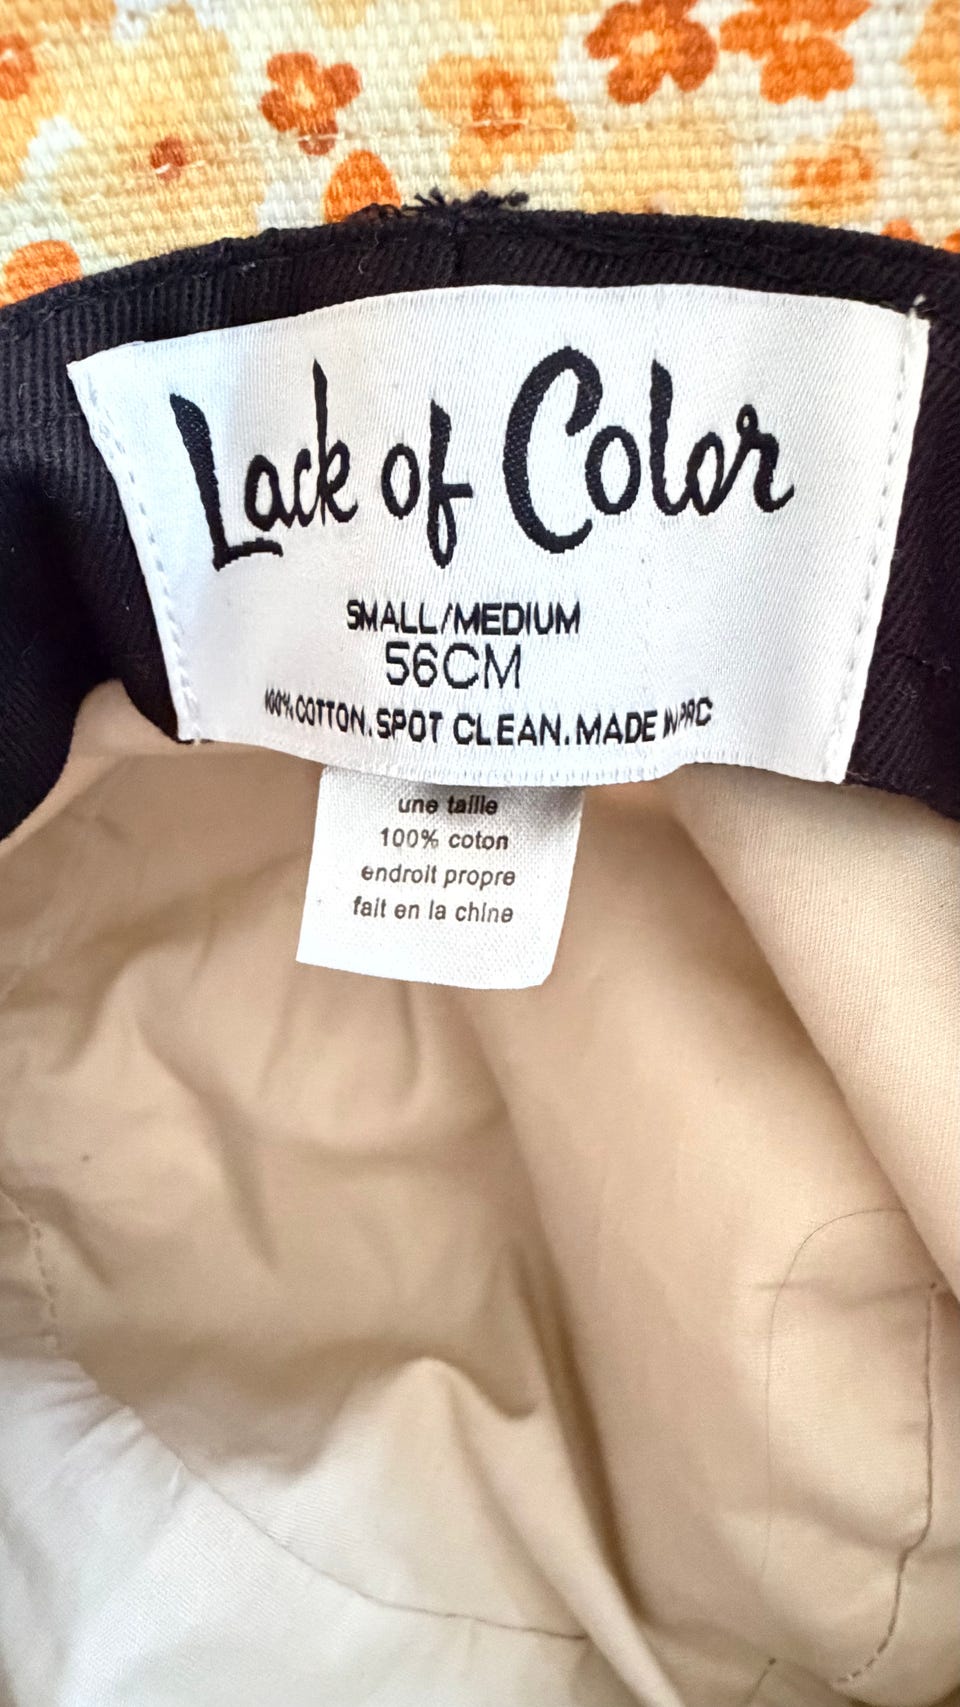 Lack of Color
SMALL/MEDIUM
56CM
100% COTTON. SPOT CLEAN. MADE IN PRC
une taille
100% coton
endroit propre
fait en la chine